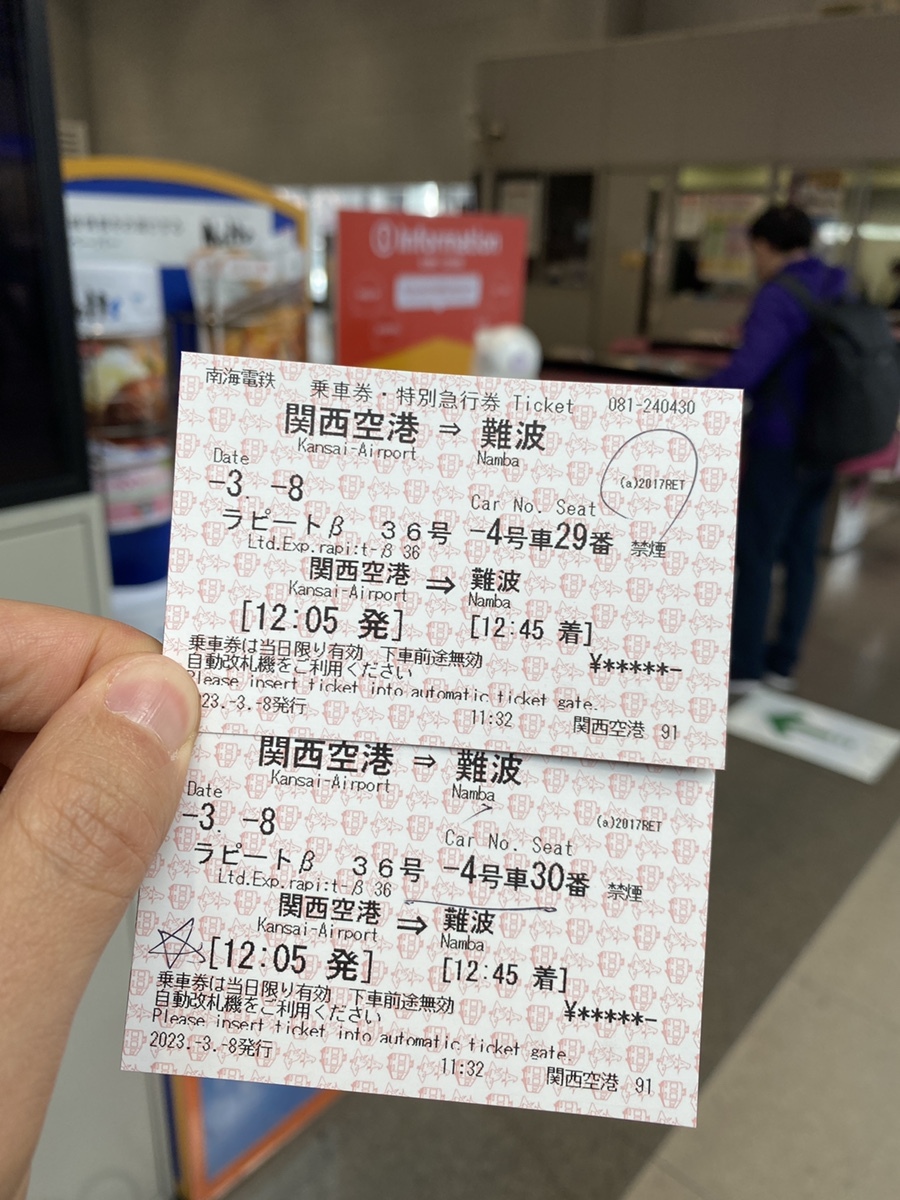 Information
南海電鉄 乗車券・特別急行券 Ticket 081-240430
関西空港 ⇒ 難波
Kansai-Airport Namba
Date
-3. -8
(a)2017RET
Car No. Seat
ラピートβ 36号 -4号車29番 禁煙
Ltd.Exp.rapi:t-β 36
関西空港 ⇒ 難波
Kansai-Airport Namba
[12:05 発] [12:45 着]
乗車券は当日限り有効 下車前途無効
自動改札機をご利用ください
¥*****-
Please insert ticket into automatic ticket gate.
23.-3.-8発行
11:32 関西空港 91
関西空港 ⇒ 難波
Kansai-Airport Namba
Date
-3. -8
(a)2017RET
Car No. Seat
ラピートβ 36号 -4号車30番 禁煙
Ltd.Exp.rapi:t-β 36
関西空港 ⇒ 難波
Kansai-Airport Namba
[12:05 発] [12:45 着]
乗車券は当日限り有効 下車前途無効
自動改札機をご利用ください
¥*****-
Please insert ticket into automatic ticket gate.
2023.-3.-8発行
11:32 関西空港 91